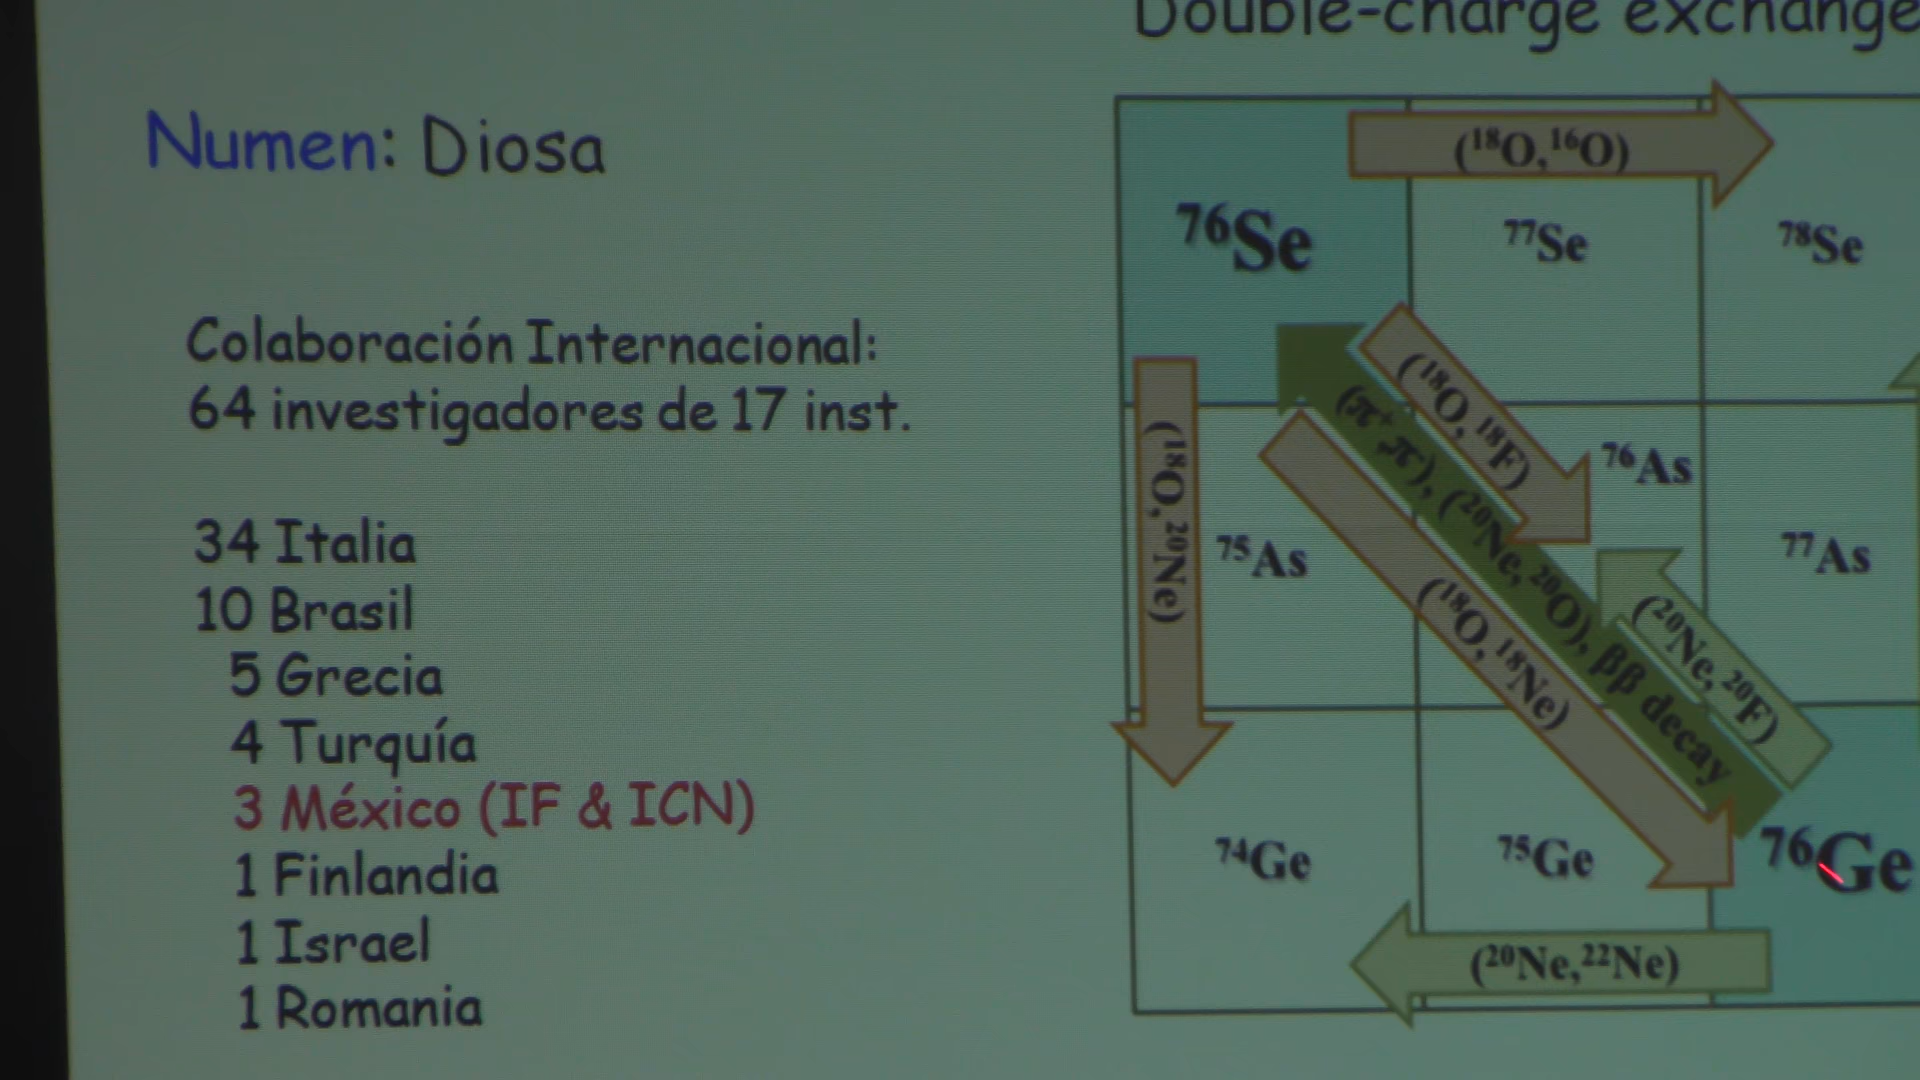 Double-charge exchange
Numen: Diosa
Colaboración Internacional:
64 investigadores de 17 inst.
34 Italia
10 Brasil
5 Grecia
4 Turquía
3 México (IF & ICN)
1 Finlandia
1 Israel
1 Romania
(¹⁸O,¹⁶O)
⁷⁶Se
⁷⁷Se
⁷⁸Se
(¹⁸O, ¹⁸F)
(π⁺,π⁻), (²⁰Ne, ²⁰O), ββ decay
(¹⁸O,²⁰Ne)
⁷⁵As
⁷⁶As
⁷⁷As
(¹⁸O, ¹⁸Ne)
(²⁰Ne, ²⁰F)
⁷⁴Ge
⁷⁵Ge
⁷⁶Ge
(²⁰Ne,²²Ne)